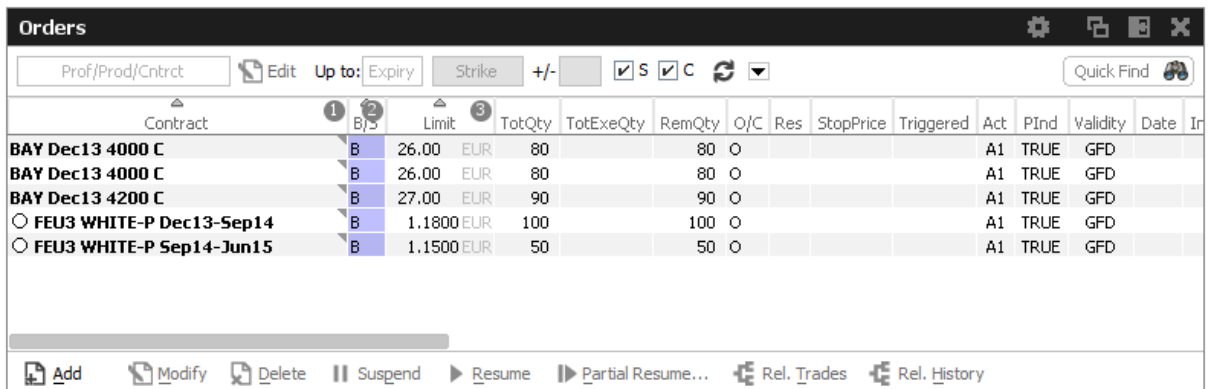 Orders
Prof/Prod/Cntrct Edit Up to: Expiry Strike +/- S C Quick Find
Contract 1 B/S 2 Limit 3 TotQty TotExeQty RemQty O/C Res StopPrice Triggered Act PInd Validity Date In
BAY Dec13 4000 C B 26.00 EUR 80 80 O A1 TRUE GFD
BAY Dec13 4000 C B 26.00 EUR 80 80 O A1 TRUE GFD
BAY Dec13 4200 C B 27.00 EUR 90 90 O A1 TRUE GFD
FEU3 WHITE-P Dec13-Sep14 B 1.1800 EUR 100 100 O A1 TRUE GFD
FEU3 WHITE-P Sep14-Jun15 B 1.1500 EUR 50 50 O A1 TRUE GFD
Add Modify Delete Suspend Resume Partial Resume... Rel. Trades Rel. History